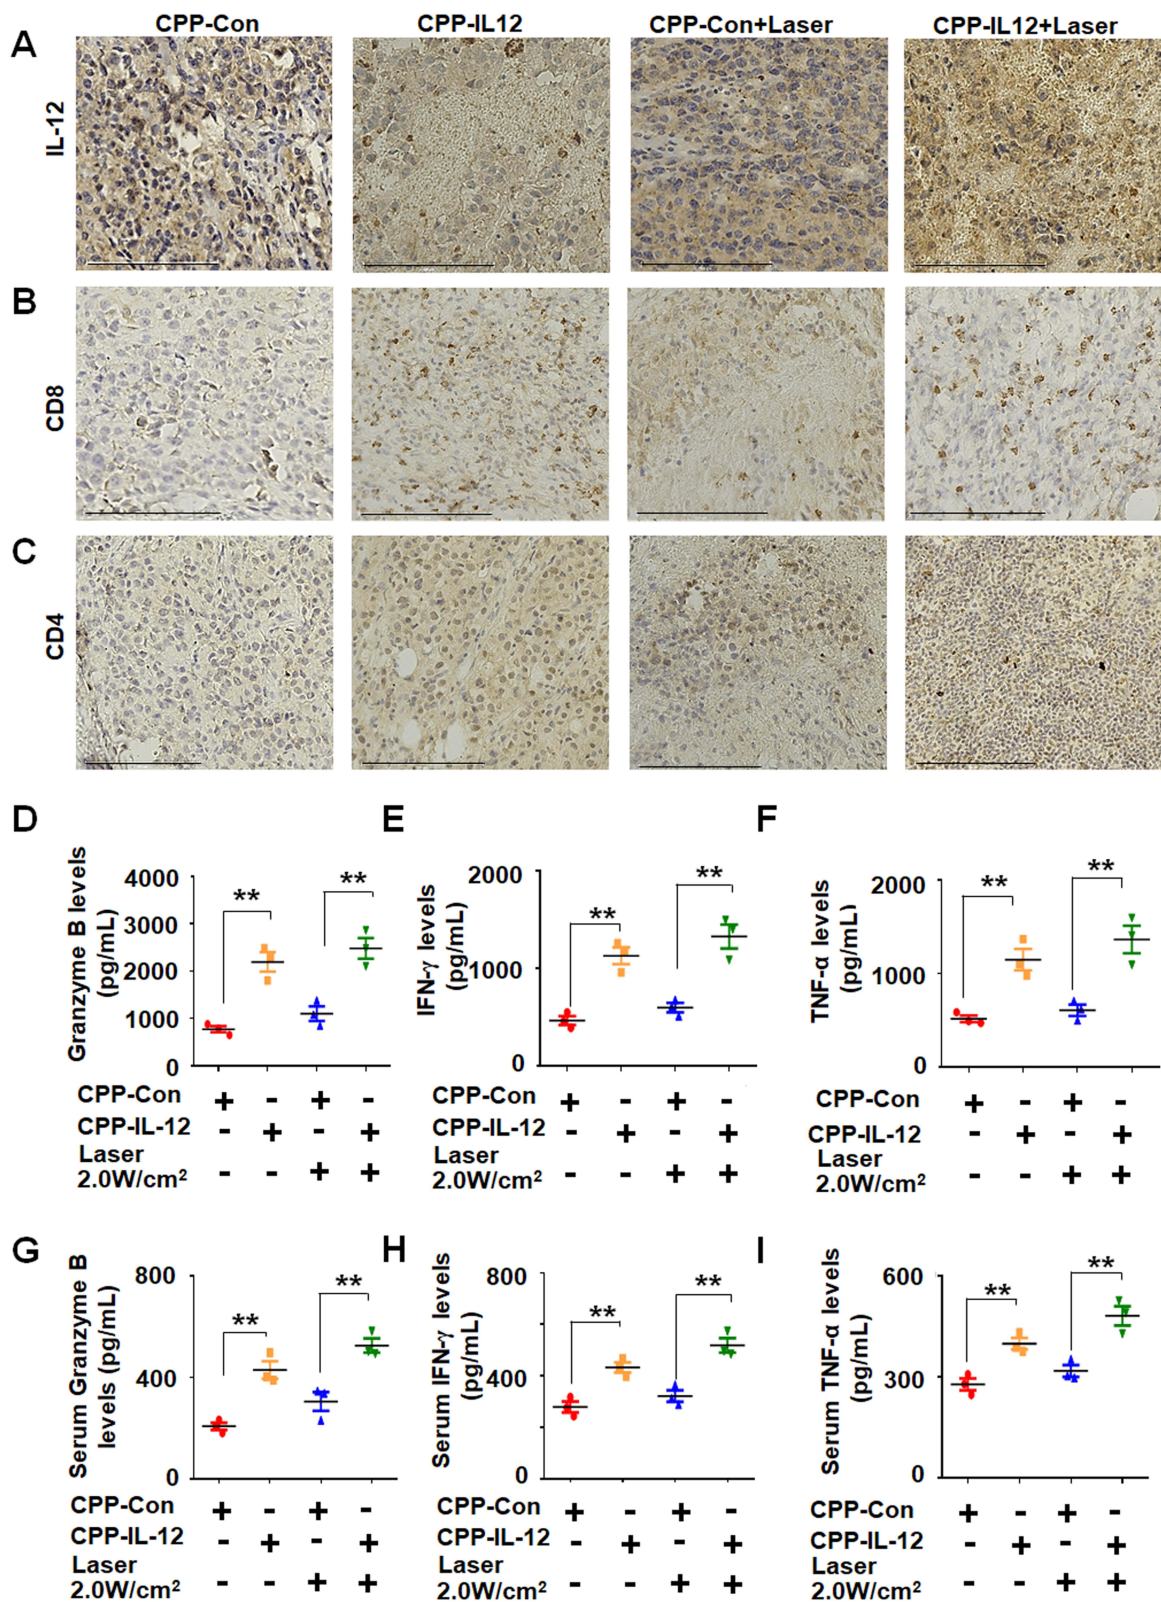 CPP-Con CPP-IL12 CPP-Con+Laser CPP-IL12+Laser
A
IL-12
B
CD8
C
CD4
D
Granzyme B levels
(pg/mL)
4000
3000
2000
1000
0
** **
CPP-Con + - + -
CPP-IL-12 - + - +
Laser
2.0W/cm² - - + +
E
IFN-γ levels
(pg/mL)
2000
1000
0
** **
CPP-Con + - + -
CPP-IL-12 - + - +
Laser
2.0W/cm² - - + +
F
TNF-α levels
(pg/mL)
2000
1000
0
** **
CPP-Con + - + -
CPP-IL-12 - + - +
Laser
2.0W/cm² - - + +
G
Serum Granzyme B
levels (pg/mL)
800
400
0
** **
CPP-Con + - + -
CPP-IL-12 - + - +
Laser
2.0W/cm² - - + +
H
Serum IFN-γ levels
(pg/mL)
800
400
0
** **
CPP-Con + - + -
CPP-IL-12 - + - +
Laser
2.0W/cm² - - + +
I
Serum TNF-α levels
(pg/mL)
600
300
0
** **
CPP-Con + - + -
CPP-IL-12 - + - +
Laser
2.0W/cm² - - + +